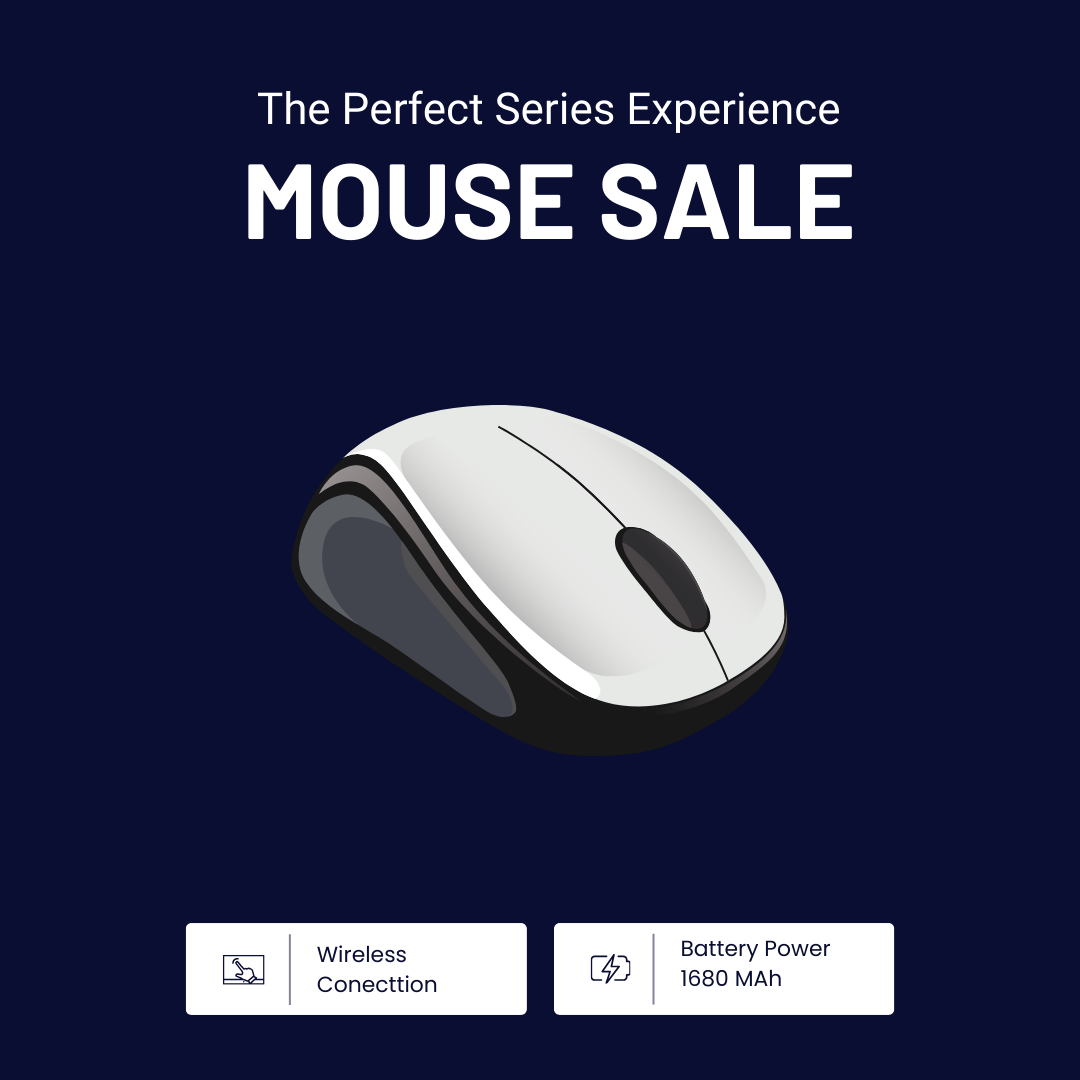 The Perfect Series Experience
MOUSE SALE
Wireless
Conecttion
Battery Power
1680 MAh